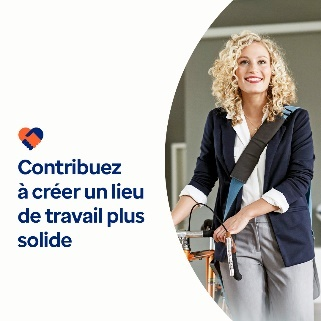 Contribuez
à créer un lieu
de travail plus
solide